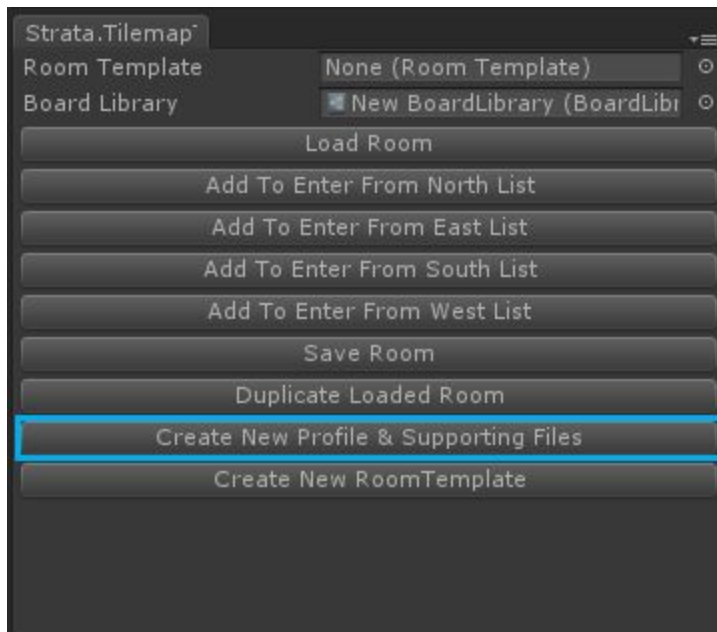 Strata.Tilemap
Room Template None (Room Template)
Board Library New BoardLibrary (BoardLibr
Load Room
Add To Enter From North List
Add To Enter From East List
Add To Enter From South List
Add To Enter From West List
Save Room
Duplicate Loaded Room
Create New Profile & Supporting Files
Create New RoomTemplate